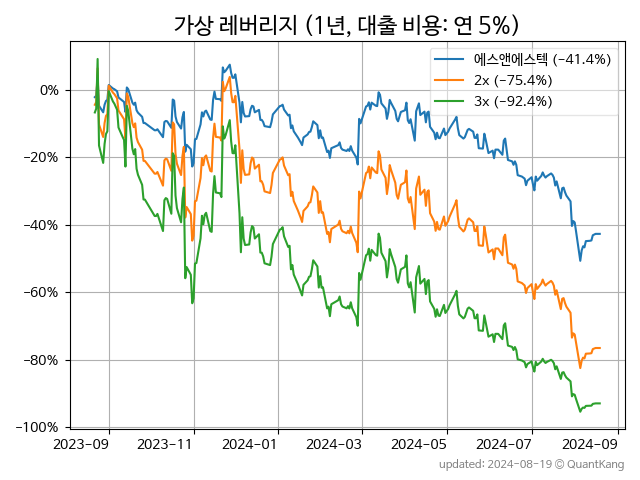 가상 레버리지 (1년, 대출 비용: 연 5%)
에스앤에스텍 (−41.4%)
2x (−75.4%)
3x (−92.4%)
0%
−20%
−40%
−60%
−80%
−100%
2023−09 2023−11 2024−01 2024−03 2024−05 2024−07 2024−09
updated: 2024-08-19 © QuantKang